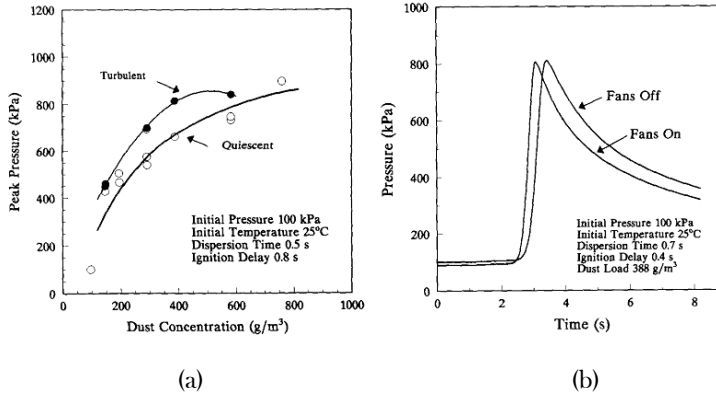 1200
1000
800
600
400
200
0
Peak Pressure (kPa)
Turbulent
Quiescent
Initial Pressure 100 kPa
Initial Temperature 25°C
Dispersion Time 0.5 s
Ignition Delay 0.8 s
0 200 400 600 800 1000
Dust Concentration (g/m³)
(a)
1000
800
600
400
200
0
Pressure (kPa)
Fans Off
Fans On
Initial Pressure 100 kPa
Initial Temperature 25°C
Dispersion Time 0.7 s
Ignition Delay 0.4 s
Dust Load 388 g/m³
0 2 4 6 8
Time (s)
(b)